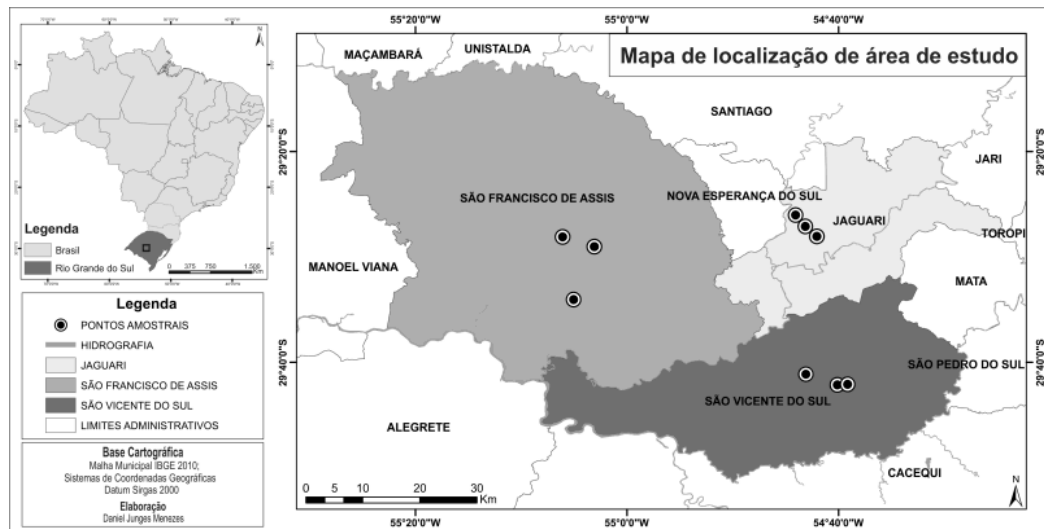 Legenda
Brasil
Rio Grande do Sul
0 375 750 1.500
Km
N
Legenda
PONTOS AMOSTRAIS
HIDROGRAFIA
JAGUARI
SÃO FRANCISCO DE ASSIS
SÃO VICENTE DO SUL
LIMITES ADMINISTRATIVOS
Base Cartográfica
Malha Municipal IBGE 2010;
Sistemas de Coordenadas Geográficas
Datum Sirgas 2000
Elaboração
Daniel Junges Menezes
55°20'0"W 55°0'0"W 54°40'0"W
Mapa de localização de área de estudo
MAÇAMBARÁ
UNISTALDA
SANTIAGO
JARI
29°20'0"S
29°20'0"S
SÃO FRANCISCO DE ASSIS
NOVA ESPERANÇA DO SUL
JAGUARI
TOROPI
MANOEL VIANA
MATA
29°40'0"S
29°40'0"S
SÃO PEDRO DO SUL
SÃO VICENTE DO SUL
ALEGRETE
CACEQUI
0 5 10 20 30
Km
N
55°20'0"W 55°0'0"W 54°40'0"W